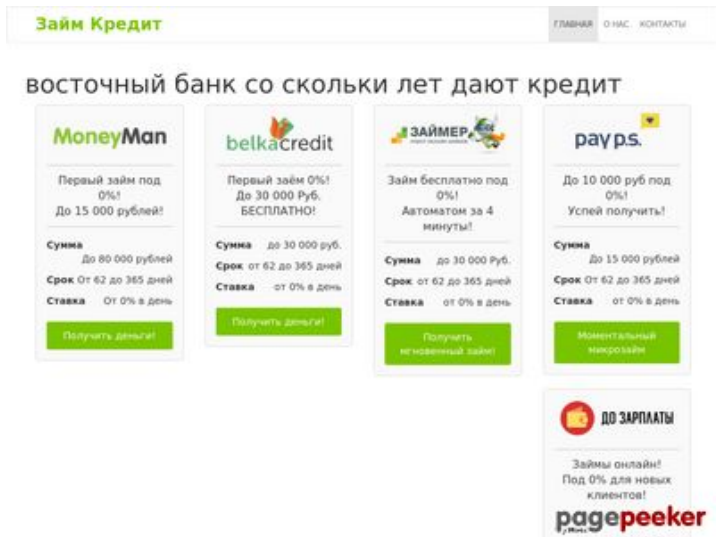 Займ Кредит
ГЛАВНАЯ О НАС КОНТАКТЫ
восточный банк со скольки лет дают кредит
MoneyMan
Первый займ под
0%!
До 15 000 рублей!
Сумма
До 80 000 рублей
Срок От 62 до 365 дней
Ставка От 0% в день
Получить деньги!
belkacredit
Первый заём 0%!
До 30 000 Руб.
БЕСПЛАТНО!
Сумма до 30 000 руб.
Срок от 62 до 365 дней
Ставка от 0% в день
Получить деньги!
ЗАЙМЕР
Займ бесплатно под
0%!
Автоматом за 4
минуты!
Сумма до 30 000 Руб.
Срок от 62 до 365 дней
Ставка от 0% в день
Получить
мгновенный займ!
pay p.s.
До 10 000 руб под
0%!
Успей получить!
Сумма
До 15 000 рублей
Срок От 62 до 365 дней
Ставка от 0% в день
Моментальный
микрозайм
ДО ЗАРПЛАТЫ
Займы онлайн!
Под 0% для новых
клиентов!
pagepeeker